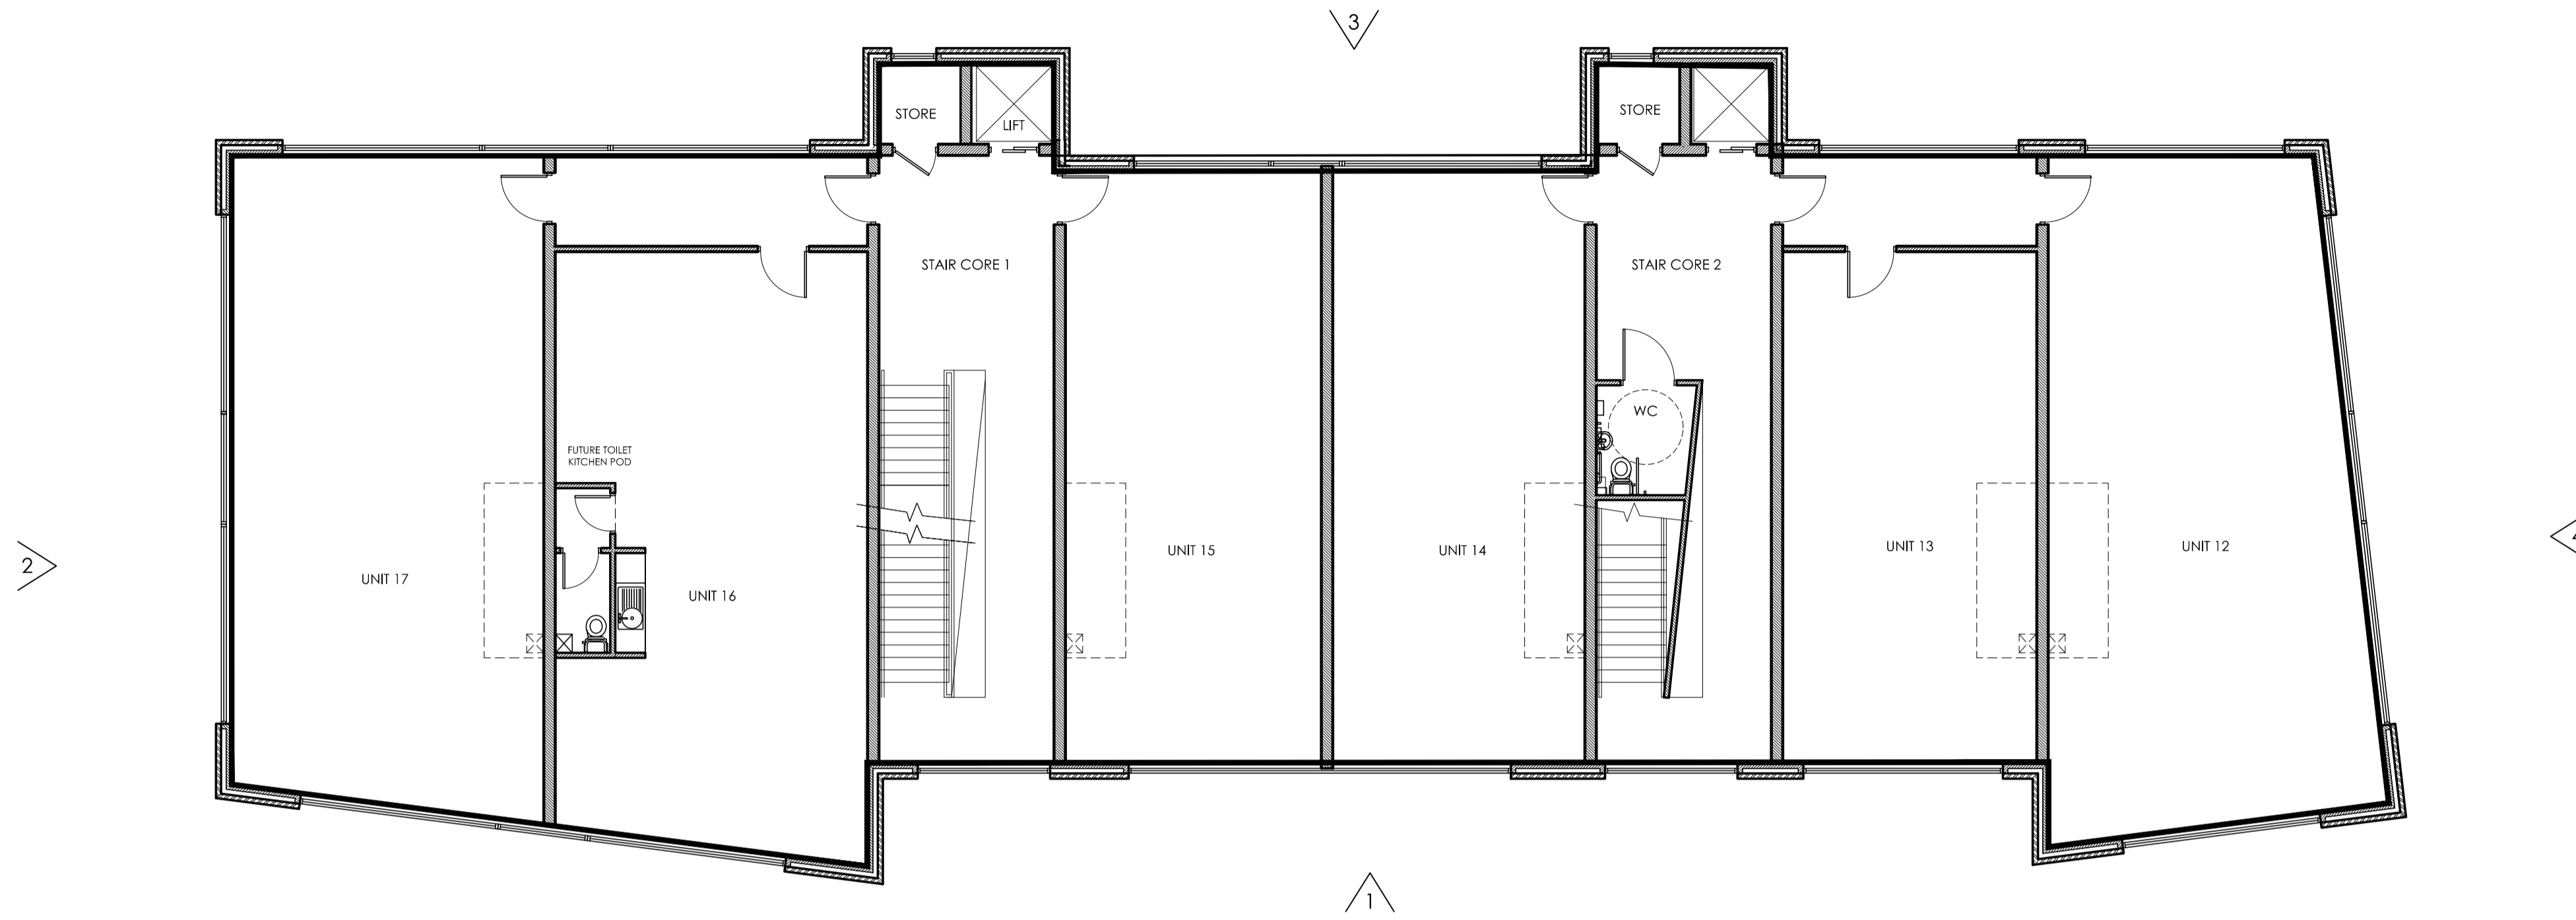 3
STORE
LIFT
STORE
STAIR CORE 1
STAIR CORE 2
WC
FUTURE TOILET
KITCHEN POD
2
UNIT 17
UNIT 16
UNIT 15
UNIT 14
UNIT 13
UNIT 12
4
1